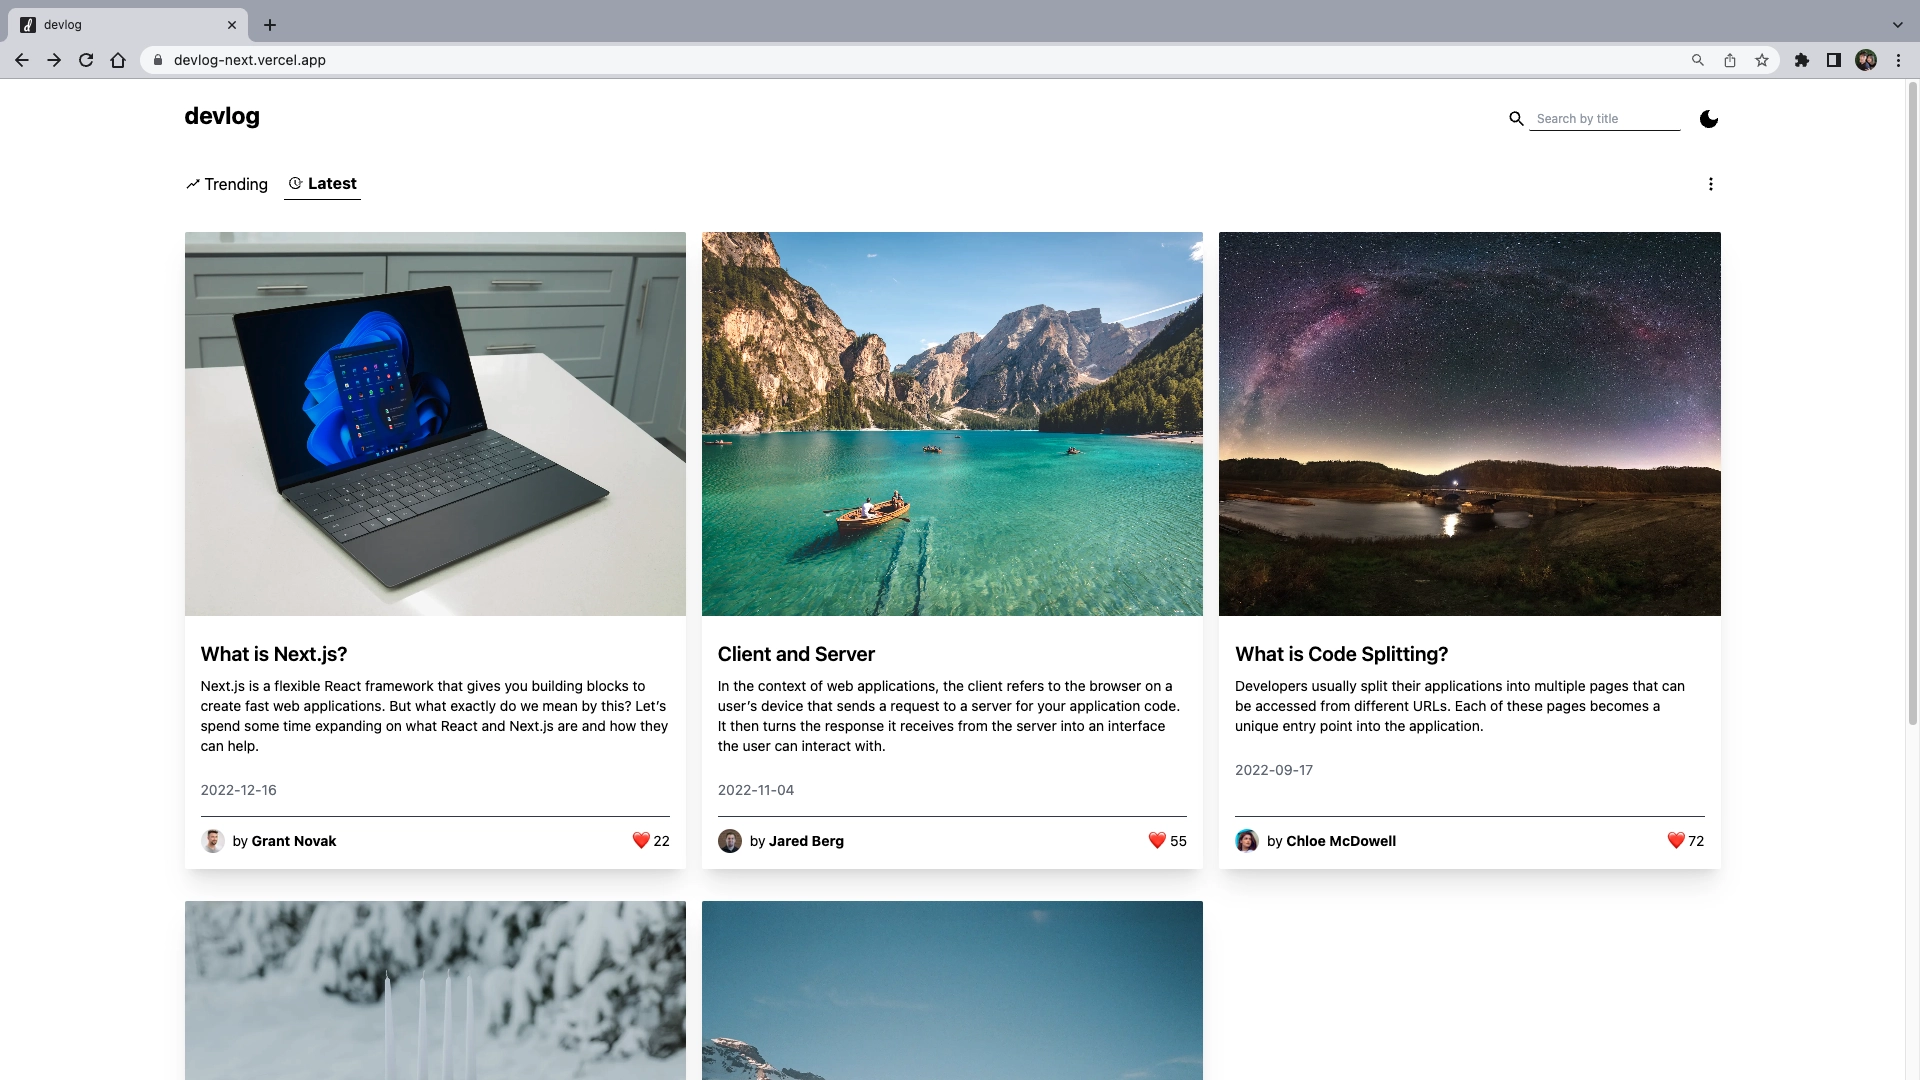 devlog
devlog-next.vercel.app
devlog
Search by title
Trending
Latest
What is Next.js?
Next.js is a flexible React framework that gives you building blocks to
create fast web applications. But what exactly do we mean by this? Let’s
spend some time expanding on what React and Next.js are and how they
can help.
2022-12-16
by Grant Novak
❤️ 22
Client and Server
In the context of web applications, the client refers to the browser on a
user’s device that sends a request to a server for your application code.
It then turns the response it receives from the server into an interface
the user can interact with.
2022-11-04
by Jared Berg
❤️ 55
What is Code Splitting?
Developers usually split their applications into multiple pages that can
be accessed from different URLs. Each of these pages becomes a
unique entry point into the application.
2022-09-17
by Chloe McDowell
❤️ 72